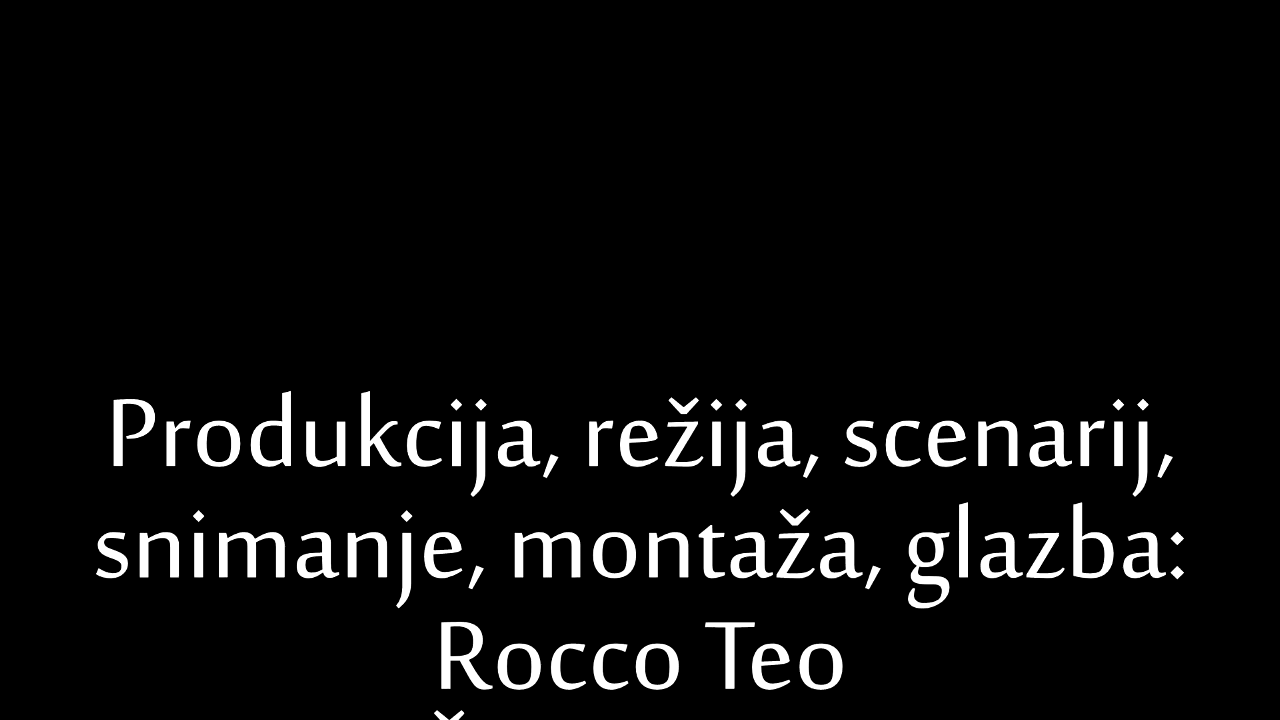 Produkcija, režija, scenarij,
snimanje, montaža, glazba:
Rocco Teo